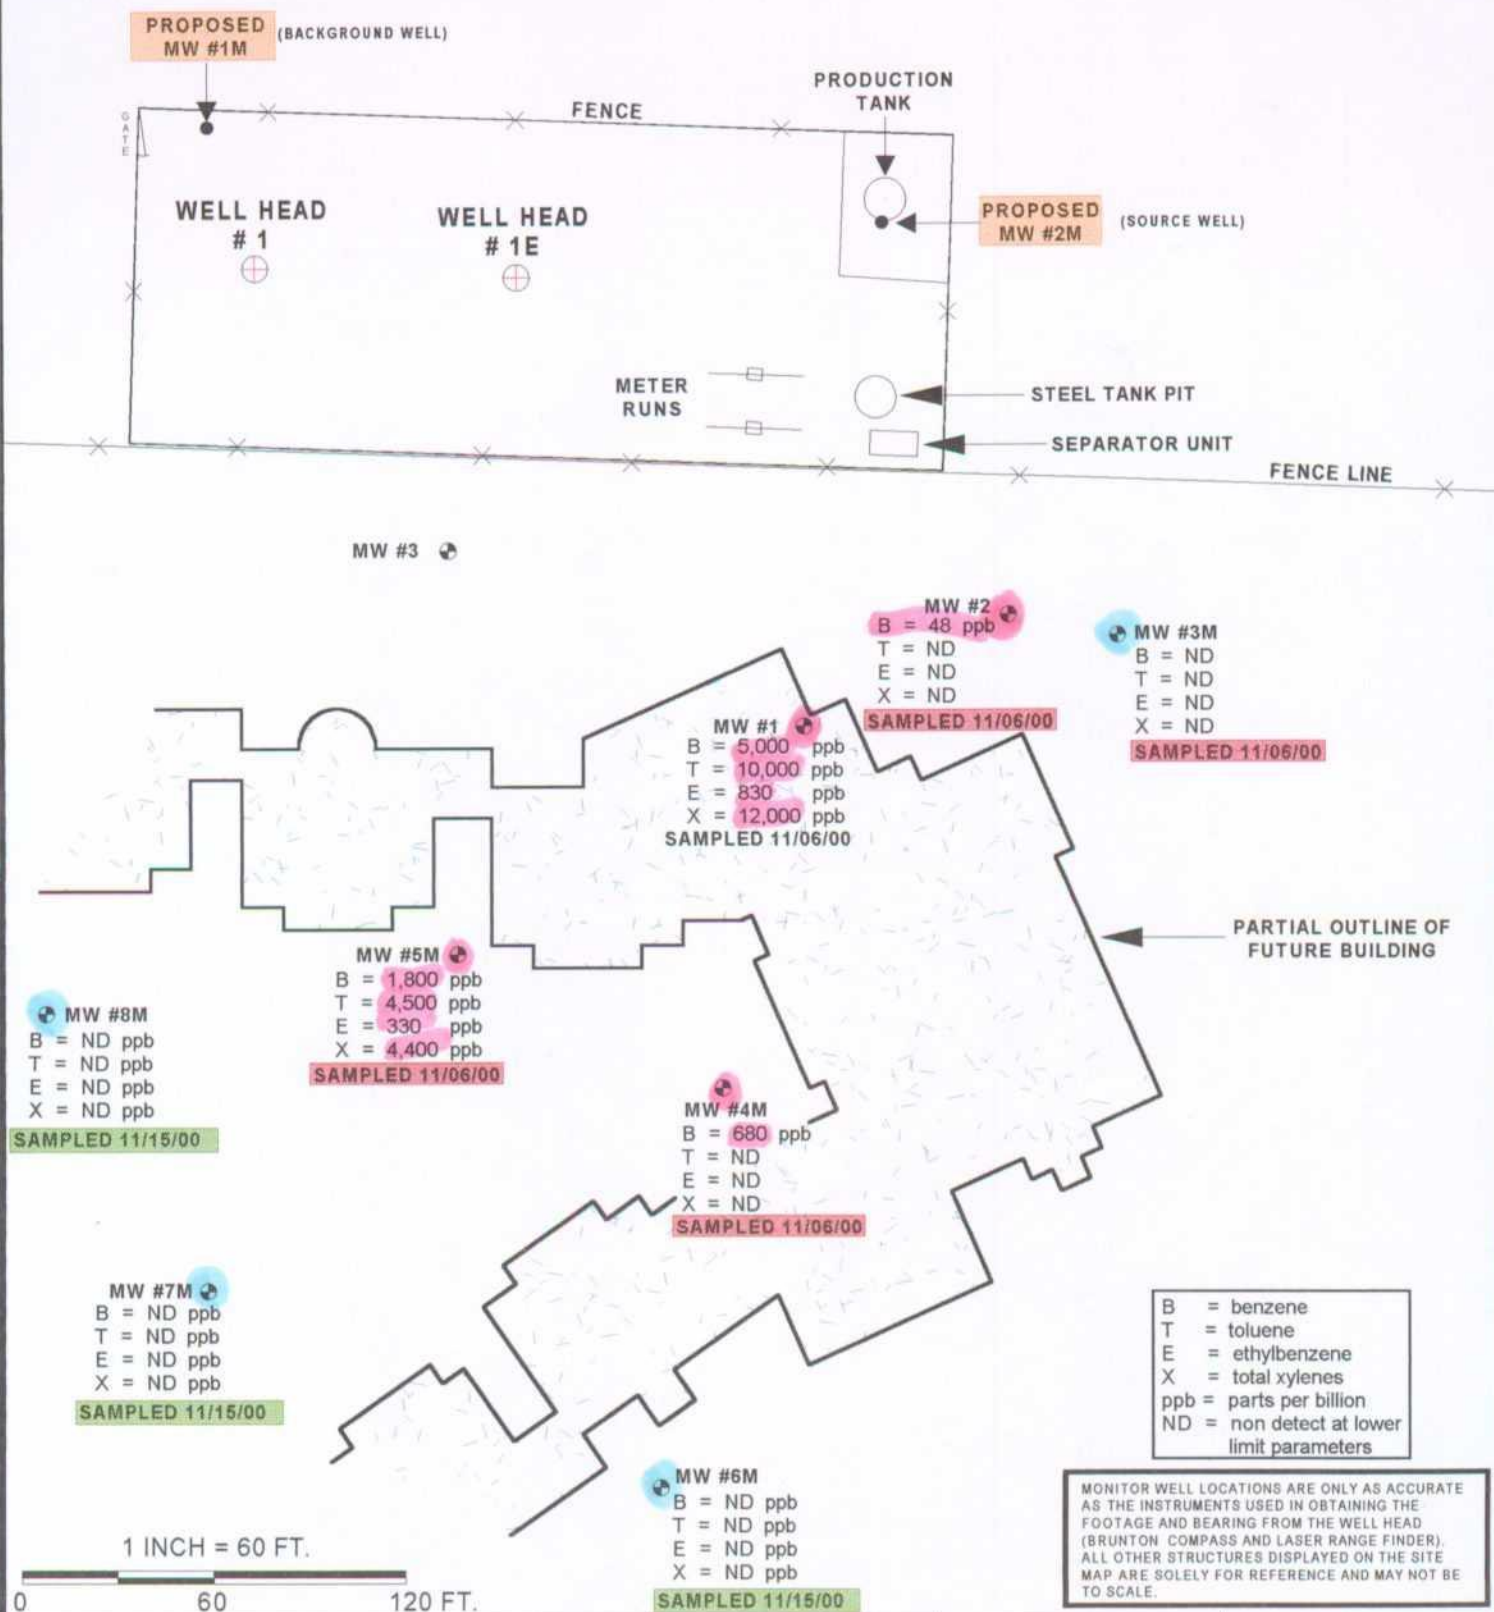 PROPOSED
MW #1M
(BACKGROUND WELL)
GATE
FENCE
PRODUCTION
TANK
WELL HEAD
# 1
WELL HEAD
# 1E
PROPOSED
MW #2M
(SOURCE WELL)
METER
RUNS
STEEL TANK PIT
SEPARATOR UNIT
FENCE LINE
MW #3
MW #2
B = 48 ppb
T = ND
E = ND
X = ND
SAMPLED 11/06/00
MW #3M
B = ND
T = ND
E = ND
X = ND
SAMPLED 11/06/00
MW #1
B = 5,000 ppb
T = 10,000 ppb
E = 830 ppb
X = 12,000 ppb
SAMPLED 11/06/00
PARTIAL OUTLINE OF
FUTURE BUILDING
MW #5M
B = 1,800 ppb
T = 4,500 ppb
E = 330 ppb
X = 4,400 ppb
SAMPLED 11/06/00
MW #8M
B = ND ppb
T = ND ppb
E = ND ppb
X = ND ppb
SAMPLED 11/15/00
MW #4M
B = 680 ppb
T = ND
E = ND
X = ND
SAMPLED 11/06/00
MW #7M
B = ND ppb
T = ND ppb
E = ND ppb
X = ND ppb
SAMPLED 11/15/00
B = benzene
T = toluene
E = ethylbenzene
X = total xylenes
ppb = parts per billion
ND = non detect at lower
limit parameters
MW #6M
B = ND ppb
T = ND ppb
E = ND ppb
X = ND ppb
SAMPLED 11/15/00
MONITOR WELL LOCATIONS ARE ONLY AS ACCURATE
AS THE INSTRUMENTS USED IN OBTAINING THE
FOOTAGE AND BEARING FROM THE WELL HEAD
(BRUNTON COMPASS AND LASER RANGE FINDER).
ALL OTHER STRUCTURES DISPLAYED ON THE SITE
MAP ARE SOLELY FOR REFERENCE AND MAY NOT BE
TO SCALE.
1 INCH = 60 FT.
0 60 120 FT.